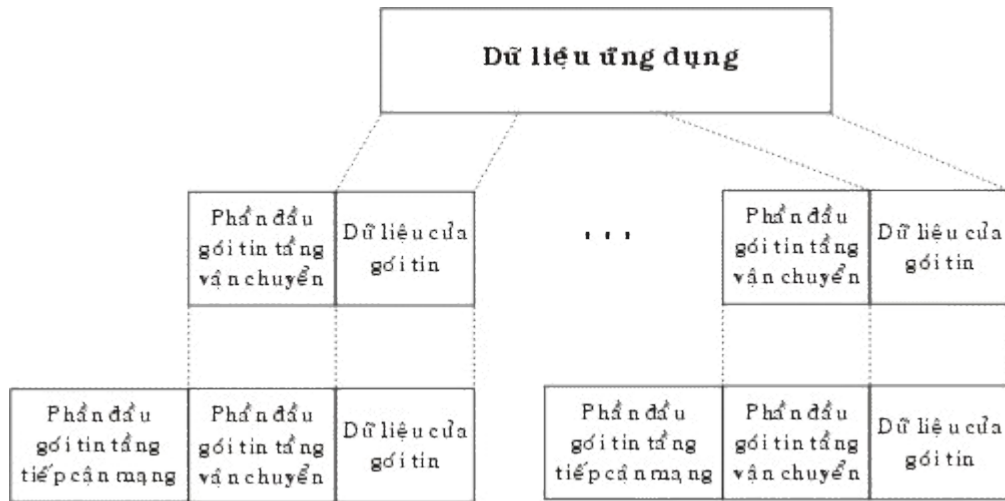 Dữ liệu ứng dụng
Phần đầu
gói tin tầng
vận chuyển
Dữ liệu của
gói tin
...
Phần đầu
gói tin tầng
vận chuyển
Dữ liệu của
gói tin
Phần đầu
gói tin tầng
tiếp cận mạng
Phần đầu
gói tin tầng
vận chuyển
Dữ liệu của
gói tin
Phần đầu
gói tin tầng
tiếp cận mạng
Phần đầu
gói tin tầng
vận chuyển
Dữ liệu của
gói tin